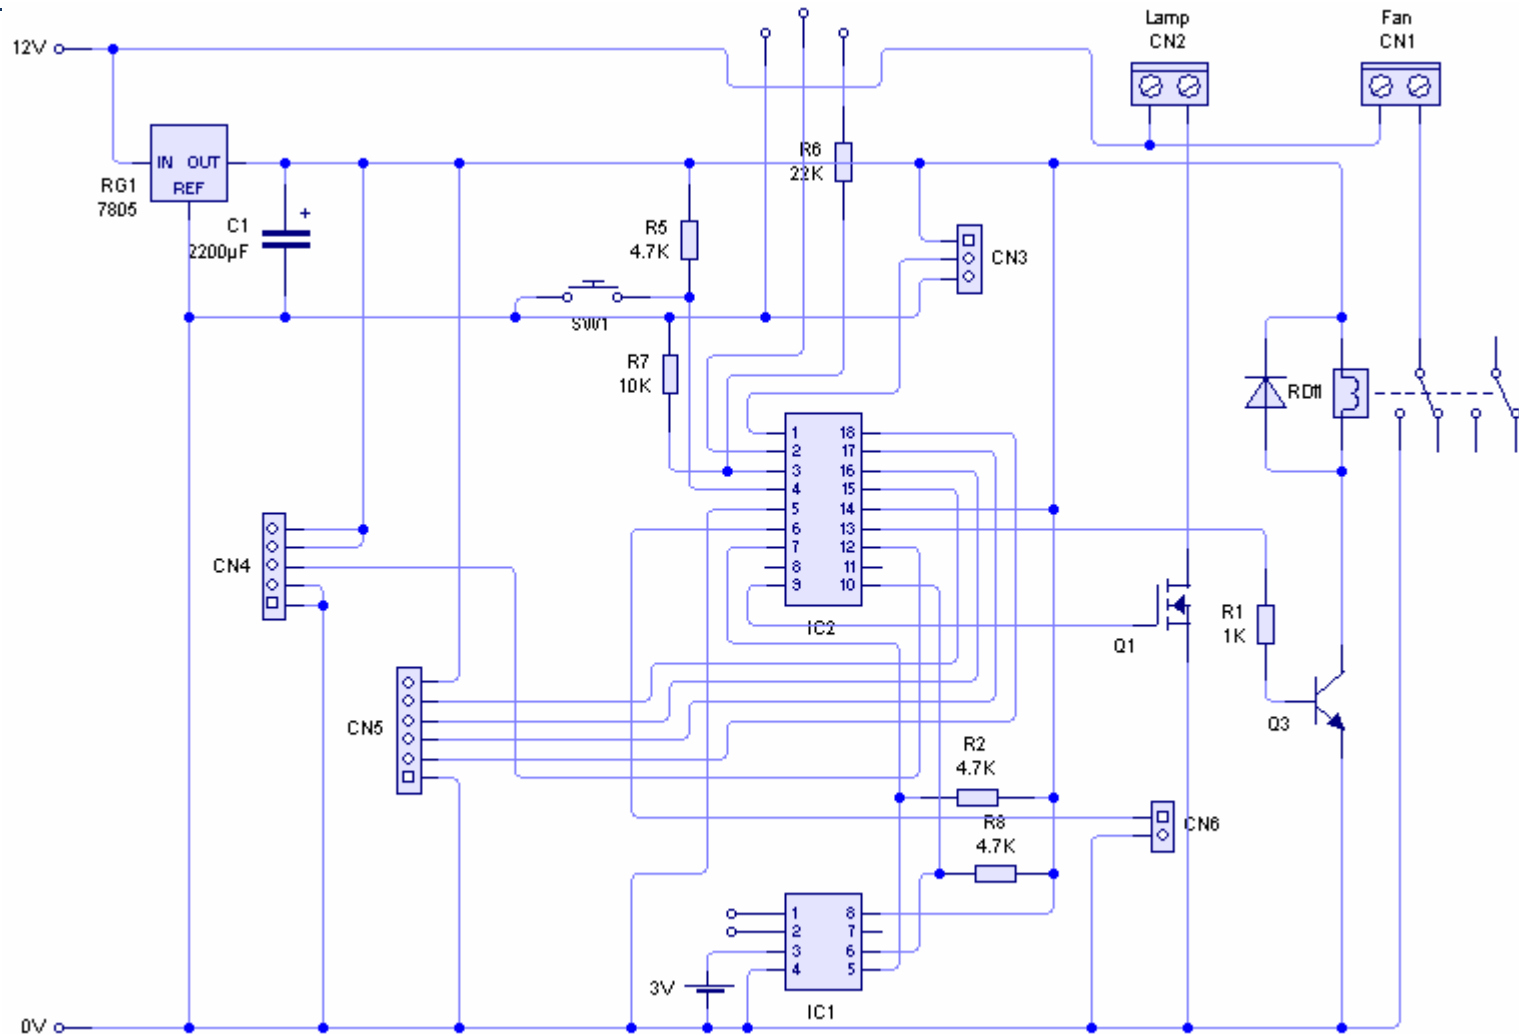 Lamp
CN2
Fan
CN1
12V
IN OUT
REF
RG1
7805
C1
+
2200µF
R6
22K
R5
4.7K
SW1
CN3
R7
10K
1 18
2 17
3 16
4 15
5 14
6 13
7 12
8 11
9 10
IC2
CN4
Q1
R1
1K
CN5
Q3
R2
4.7K
R8
4.7K
CN6
1 8
2 7
3 6
4 5
3V
IC1
0V